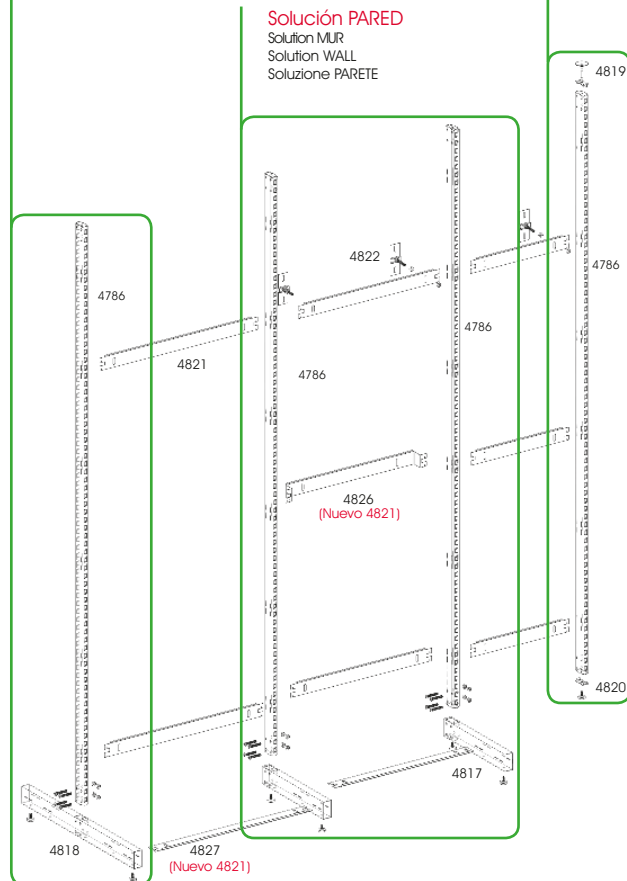 Solución PARED
Solution MUR
Solution WALL
Soluzione PARETE
4819
4822
4786
4786
4786
4821
4786
4826
(Nuevo 4821)
4820
4817
4818
4827
(Nuevo 4821)